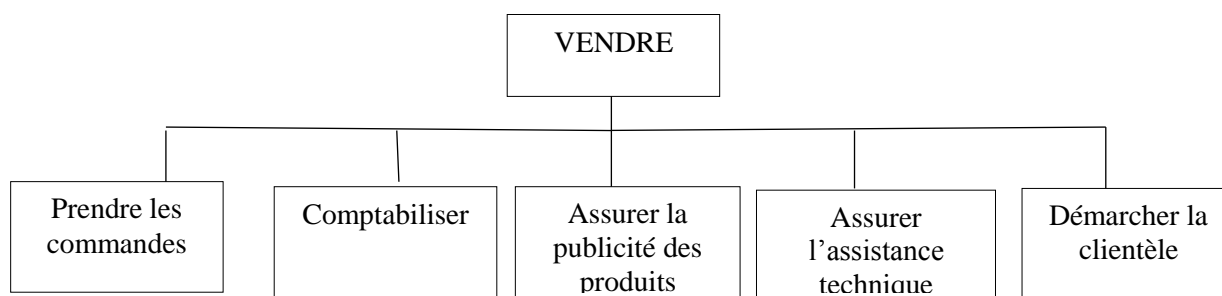 VENDRE
Prendre les
commandes
Comptabiliser
Assurer la
publicité des
produits
Assurer
l’assistance
technique
Démarcher la
clientèle